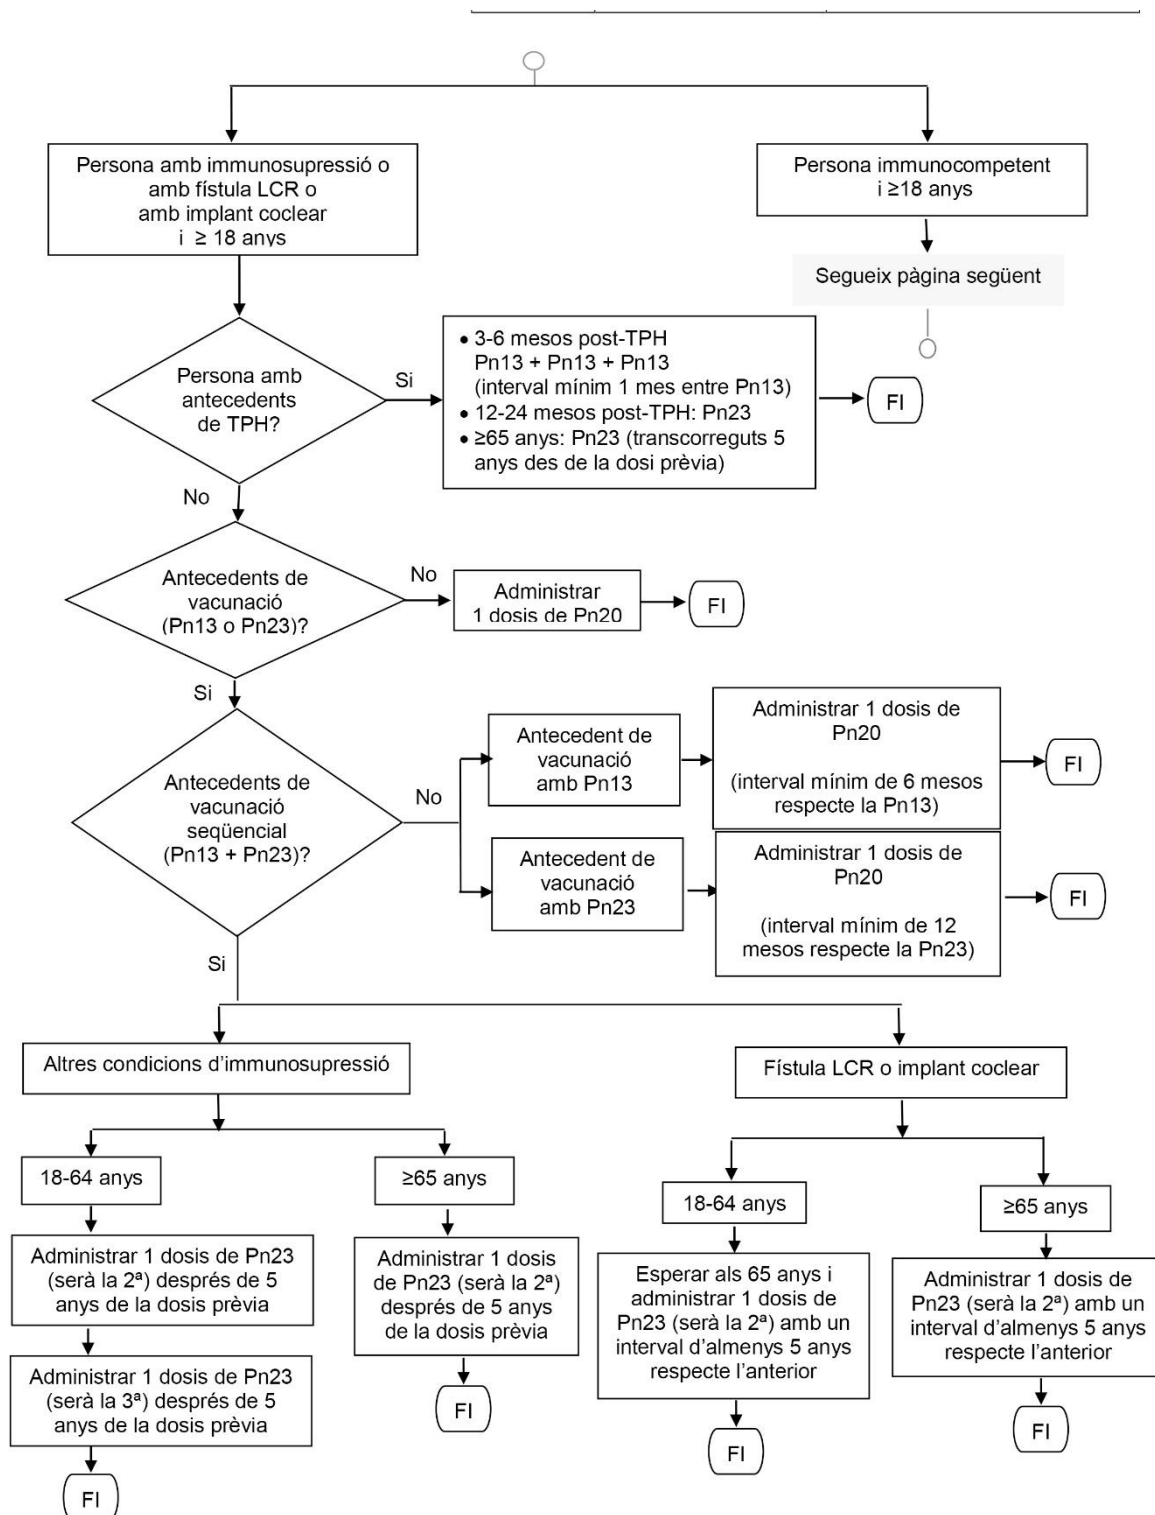 Persona amb immunosupressió o
amb fístula LCR o
amb implant coclear
i ≥ 18 anys
Persona immunocompetent
i ≥18 anys
Segueix pàgina següent
Persona amb
antecedents
de TPH?
Si
• 3-6 mesos post-TPH
Pn13 + Pn13 + Pn13
(interval mínim 1 mes entre Pn13)
• 12-24 mesos post-TPH: Pn23
• ≥65 anys: Pn23 (transcorreguts 5
anys des de la dosi prèvia)
FI
No
Antecedents de
vacunació
(Pn13 o Pn23)?
No
Administrar
1 dosis de Pn20
FI
Si
Antecedents de
vacunació
seqüencial
(Pn13 + Pn23)?
No
Antecedent de
vacunació
amb Pn13
Administrar 1 dosis de
Pn20
(interval mínim de 6 mesos
respecte la Pn13)
FI
Antecedent de
vacunació
amb Pn23
Administrar 1 dosis de
Pn20
(interval mínim de 12
mesos respecte la Pn23)
FI
Si
Altres condicions d’immunosupressió
Fístula LCR o implant coclear
18-64 anys
≥65 anys
18-64 anys
≥65 anys
Administrar 1 dosis de Pn23
(serà la 2ª) després de 5
anys de la dosis prèvia
Administrar 1 dosis
de Pn23 (serà la 2ª)
després de 5 anys
de la dosis prèvia
Esperar als 65 anys i
administrar 1 dosis de
Pn23 (serà la 2ª) amb un
interval d’almenys 5 anys
respecte l’anterior
Administrar 1 dosis de
Pn23 (serà la 2ª) amb un
interval d’almenys 5 anys
respecte l’anterior
Administrar 1 dosis de Pn23
(serà la 3ª) després de 5
anys de la dosis prèvia
FI
FI
FI
FI